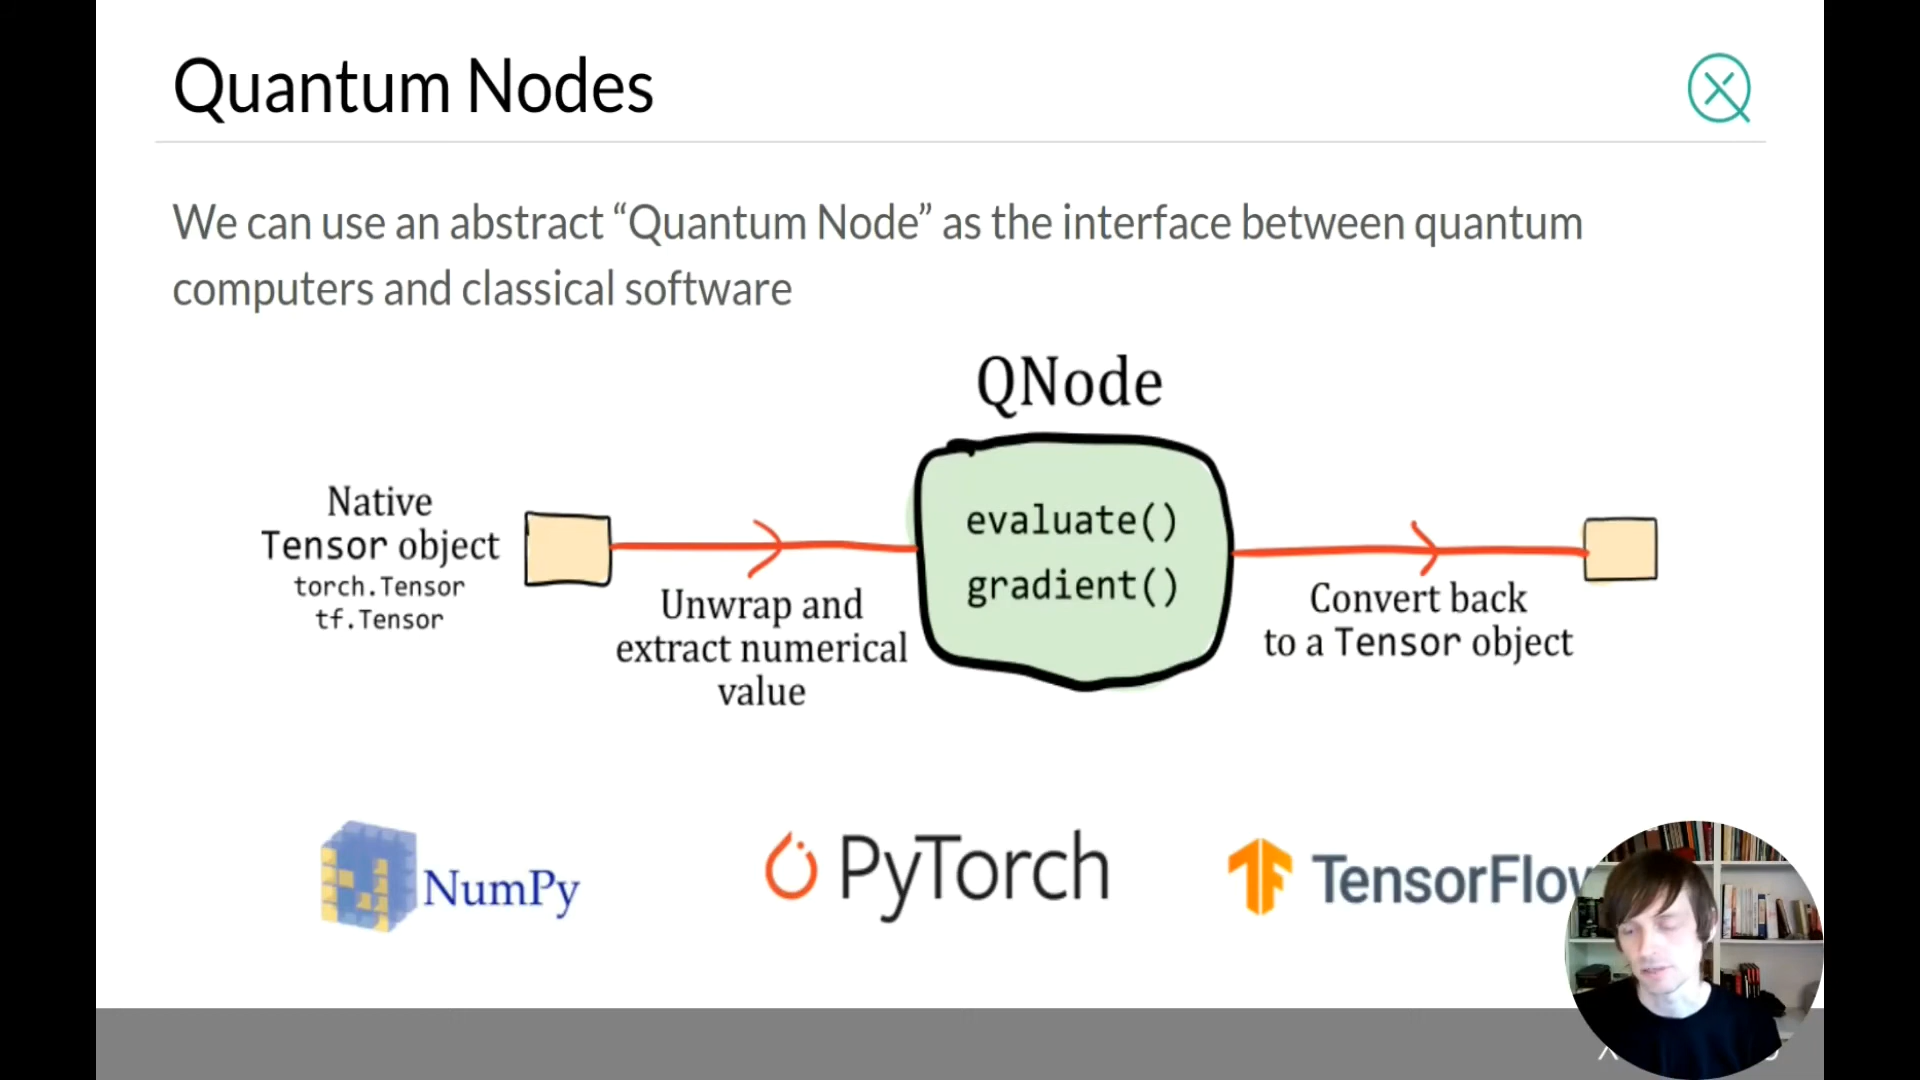 Quantum Nodes
We can use an abstract “Quantum Node” as the interface between quantum
computers and classical software
QNode
Native
Tensor object
torch.Tensor
tf.Tensor
Unwrap and
extract numerical
value
evaluate()
gradient()
Convert back
to a Tensor object
NumPy
PyTorch
TensorFlow